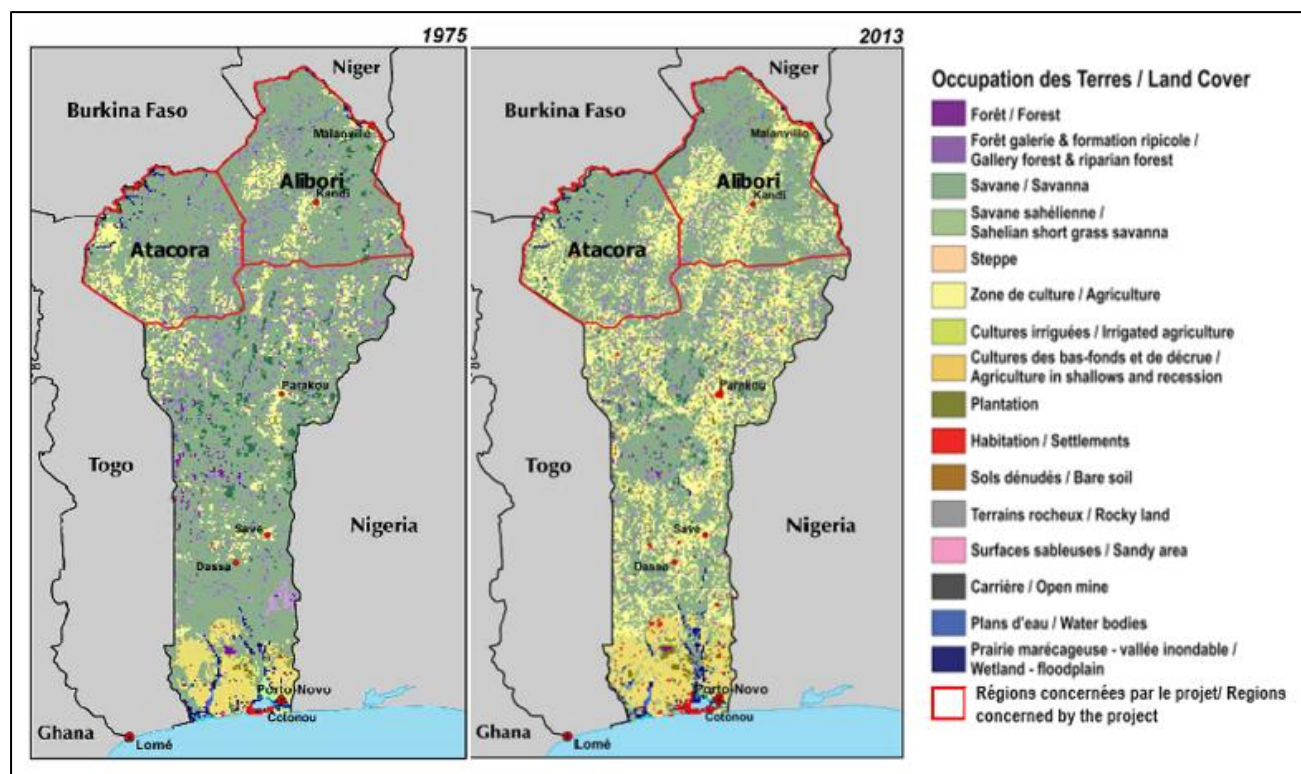 1975
Niger
Burkina Faso
Malanville
Alibori
Kandi
Atacora
Parakou
Togo
Nigeria
Savè
Dassa
Porto-Novo
Cotonou
Ghana
Lomé
2013
Niger
Burkina Faso
Malanville
Alibori
Kandi
Atacora
Parakou
Togo
Nigeria
Savè
Dassa
Porto-Novo
Cotonou
Ghana
Lomé
Occupation des Terres / Land Cover
Forêt / Forest
Forêt galerie & formation ripicole /
Gallery forest & riparian forest
Savane / Savanna
Savane sahélienne /
Sahelian short grass savanna
Steppe
Zone de culture / Agriculture
Cultures irriguées / Irrigated agriculture
Cultures des bas-fonds et de décrue /
Agriculture in shallows and recession
Plantation
Habitation / Settlements
Sols dénudés / Bare soil
Terrains rocheux / Rocky land
Surfaces sableuses / Sandy area
Carrière / Open mine
Plans d'eau / Water bodies
Prairie marécageuse - vallée inondable /
Wetland - floodplain
Régions concernées par le projet/ Regions
concerned by the project